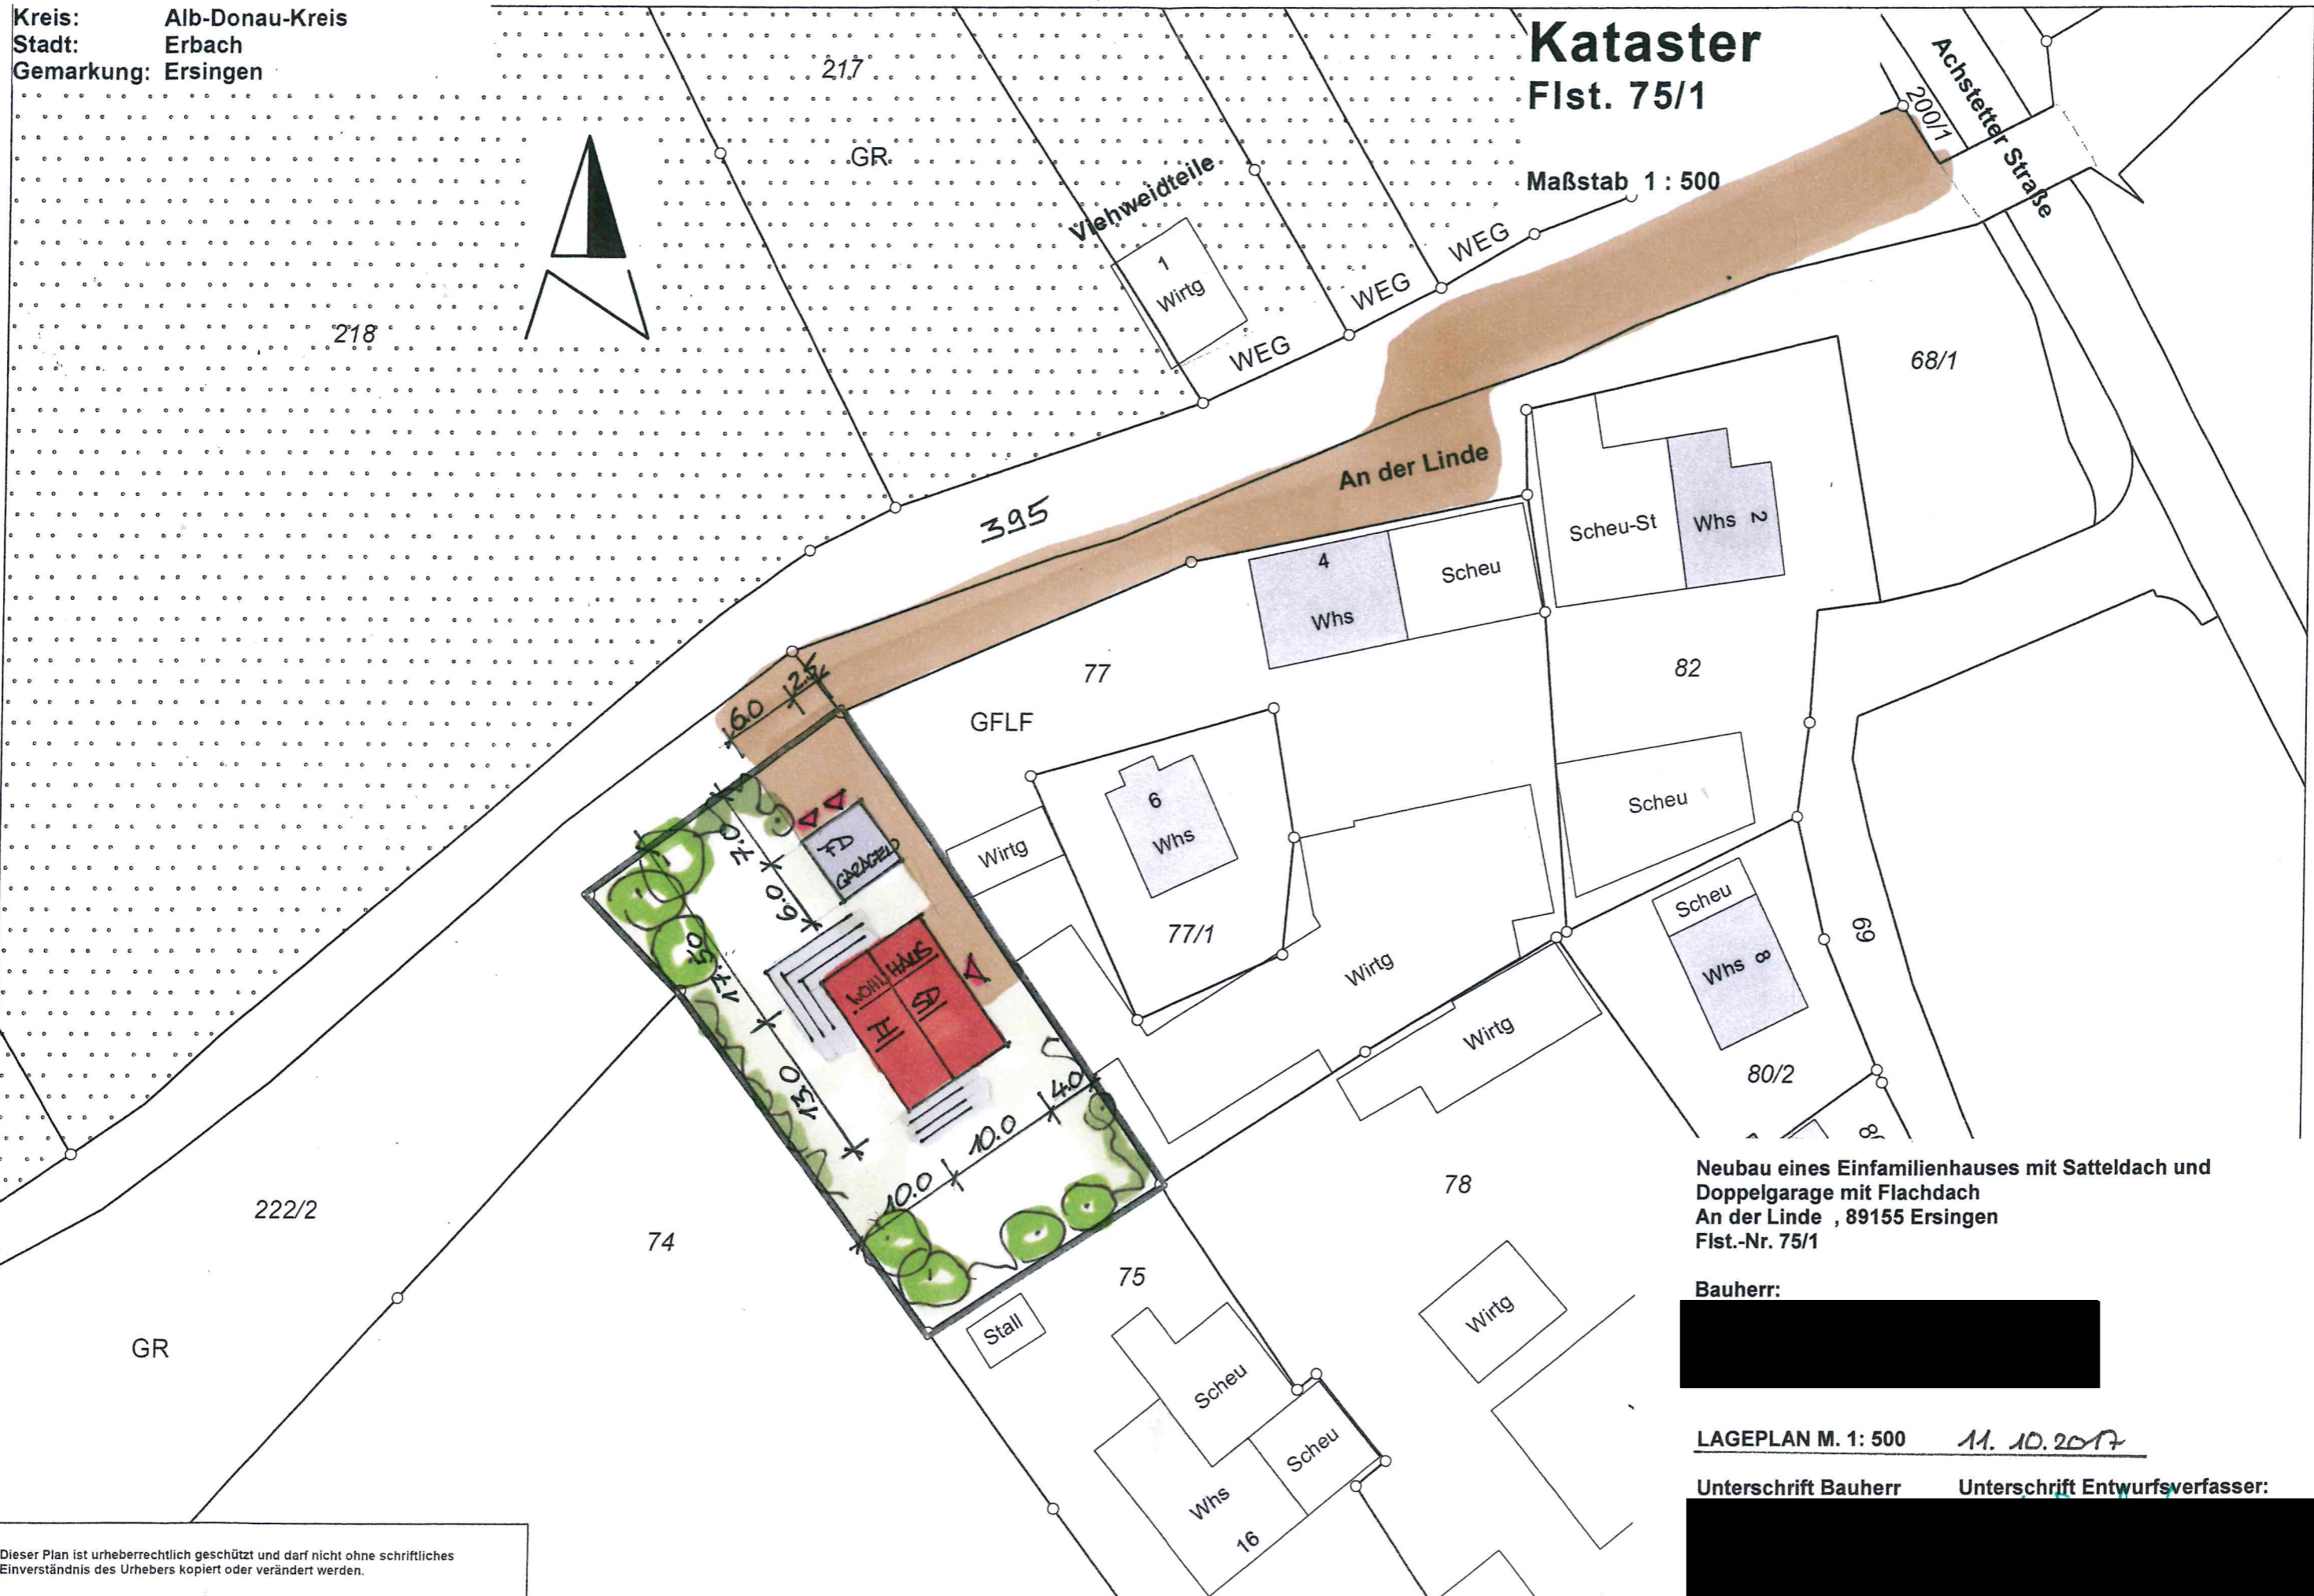 Kreis: Alb-Donau-Kreis
Stadt: Erbach
Gemarkung: Ersingen
Kataster
Flst. 75/1
Maßstab 1 : 500
217
GR
218
Viehweidteile
1
Wirtg
WEG
WEG
WEG
200/1
Achstetter Straße
68/1
395
An der Linde
Scheu-St
Whs 2
4
Whs
Scheu
77
82
GFLF
6.0
2.5
6
Whs
Wirtg
Scheu
7.0
6.0
FD
GARAGEN
17.50
13.0
WOHNHAUS
II
SD
77/1
Wirtg
Scheu
Whs 8
69
Wirtg
80/2
4.0
10.0
10.0
222/2
74
78
75
GR
Stall
Wirtg
Scheu
Scheu
Whs
16
Neubau eines Einfamilienhauses mit Satteldach und
Doppelgarage mit Flachdach
An der Linde , 89155 Ersingen
Flst.-Nr. 75/1
Bauherr:
LAGEPLAN M. 1: 500 11. 10. 2017
Unterschrift Bauherr Unterschrift Entwurfsverfasser:
Dieser Plan ist urheberrechtlich geschützt und darf nicht ohne schriftliches
Einverständnis des Urhebers kopiert oder verändert werden.